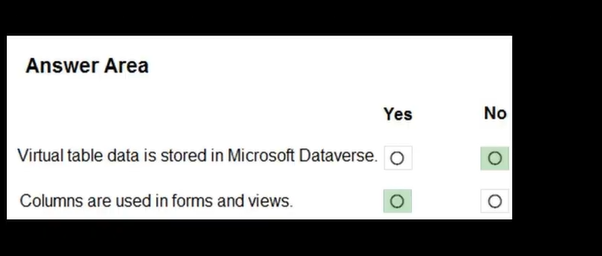 Answer Area
Yes No
Virtual table data is stored in Microsoft Dataverse.
Columns are used in forms and views.